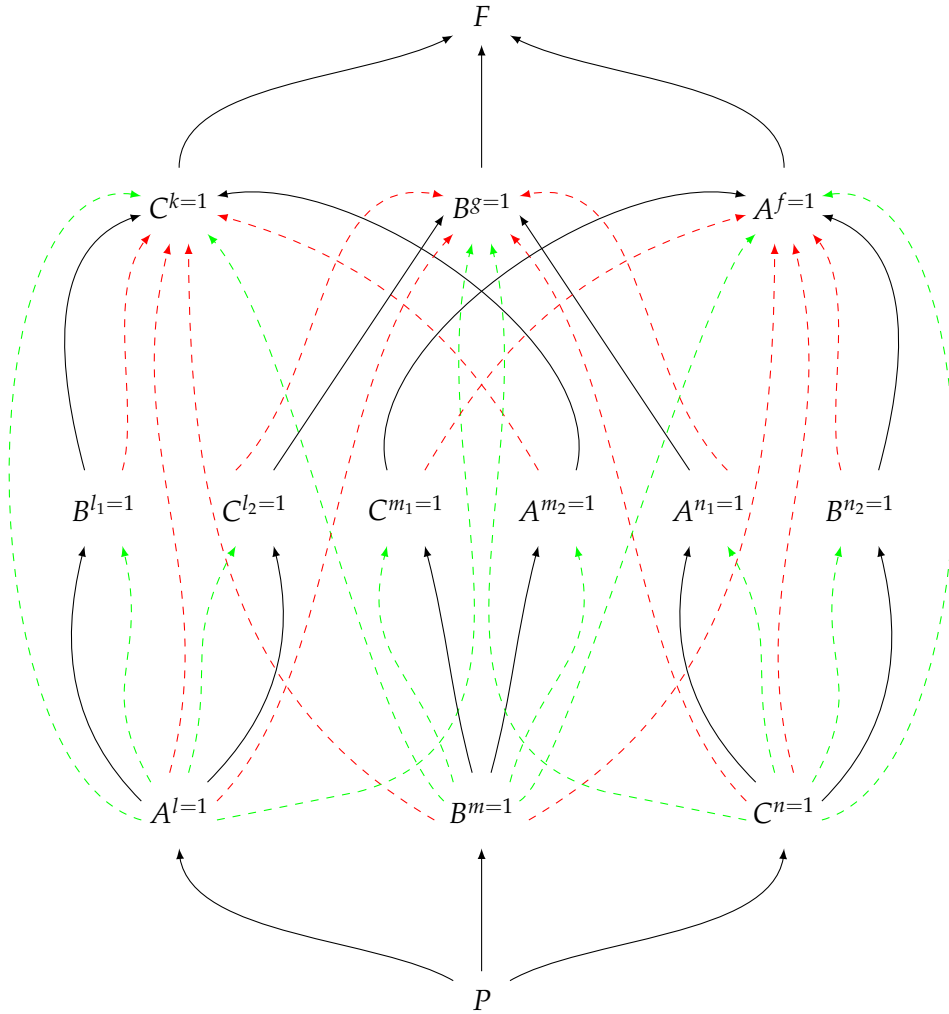 F
C^{k=1} B^{g=1} A^{f=1}
B^{l_1=1} C^{l_2=1} C^{m_1=1} A^{m_2=1} A^{n_1=1} B^{n_2=1}
A^{l=1} B^{m=1} C^{n=1}
P